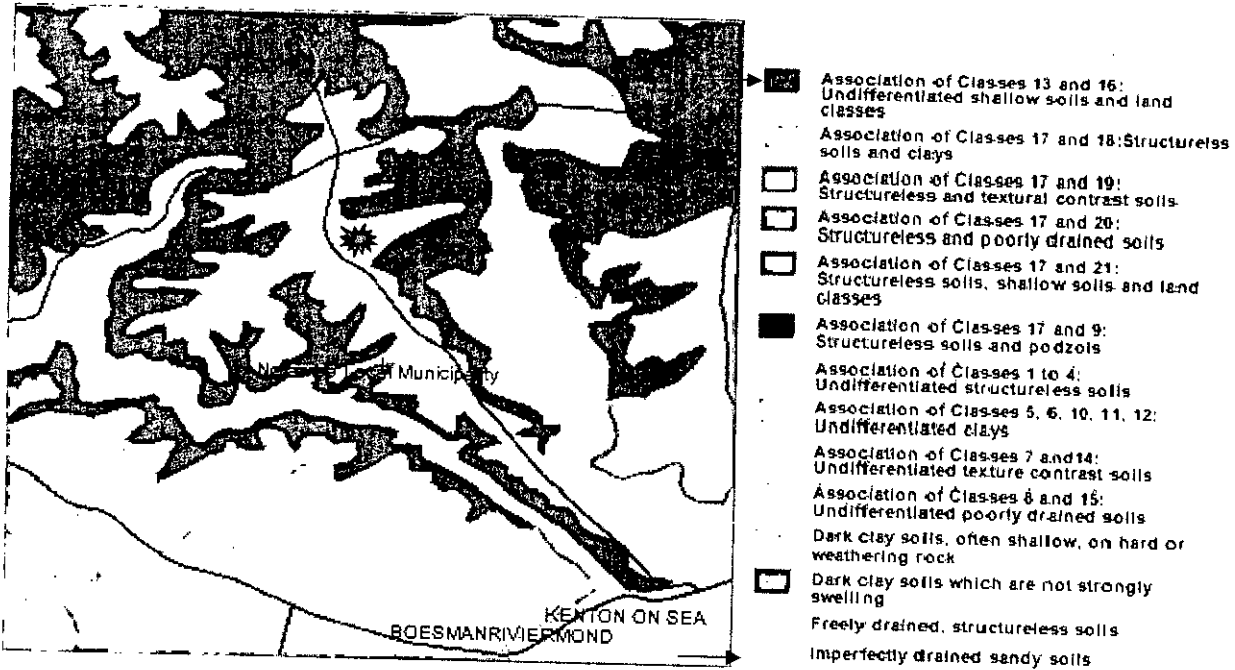 Association of Classes 13 and 16:
Undifferentiated shallow soils and land
classes
Association of Classes 17 and 18:Structureless
soils and clays
Association of Classes 17 and 19:
Structureless and textural contrast soils
Association of Classes 17 and 20:
Structureless and poorly drained soils
Association of Classes 17 and 21:
Structureless soils, shallow soils and land
classes
Association of Classes 17 and 9:
Structureless soils and podzols
Association of Classes 1 to 4:
Undifferentiated structureless soils
Association of Classes 5, 6, 10, 11, 12:
Undifferentiated clays
Association of Classes 7 and14:
Undifferentiated texture contrast soils
Association of Classes 8 and 15:
Undifferentiated poorly drained soils
Dark clay soils, often shallow, on hard or
weathering rock
Dark clay soils which are not strongly
swelling
Freely drained, structureless soils
Imperfectly drained sandy soils
Local Municipality
KENTON ON SEA
BOESMANRIVIERMOND